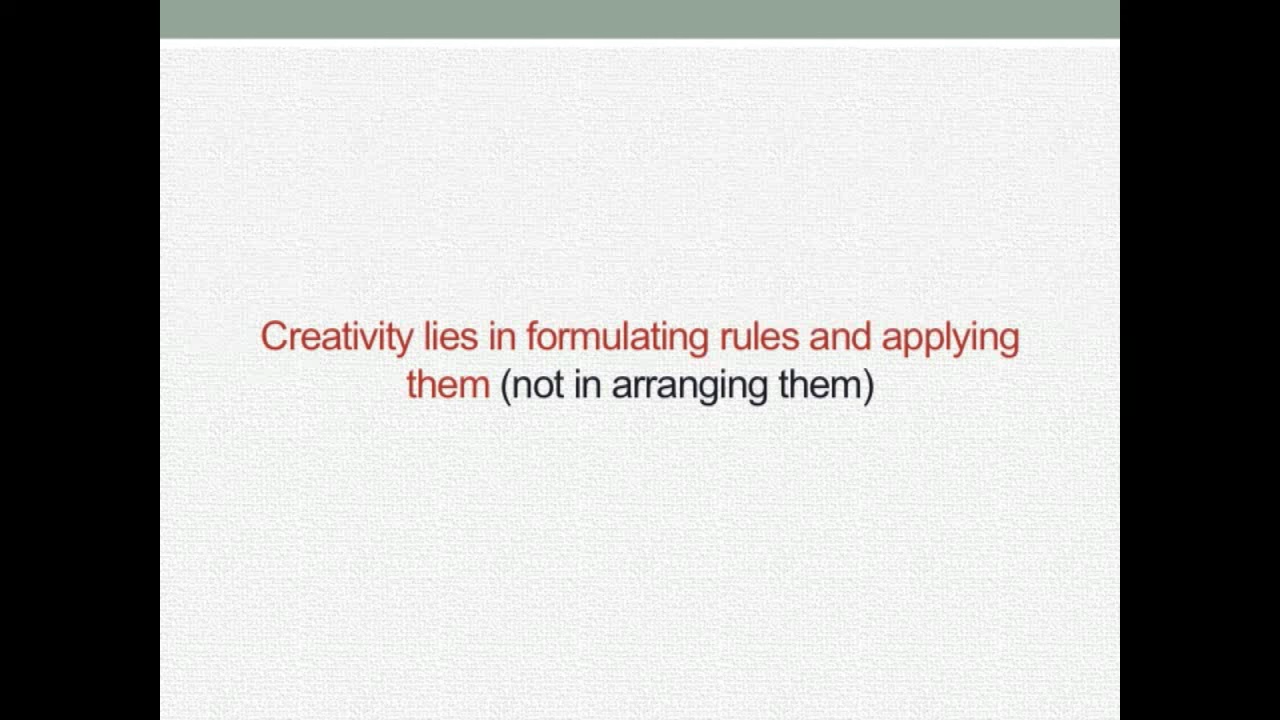 Creativity lies in formulating rules and applying
them (not in arranging them)